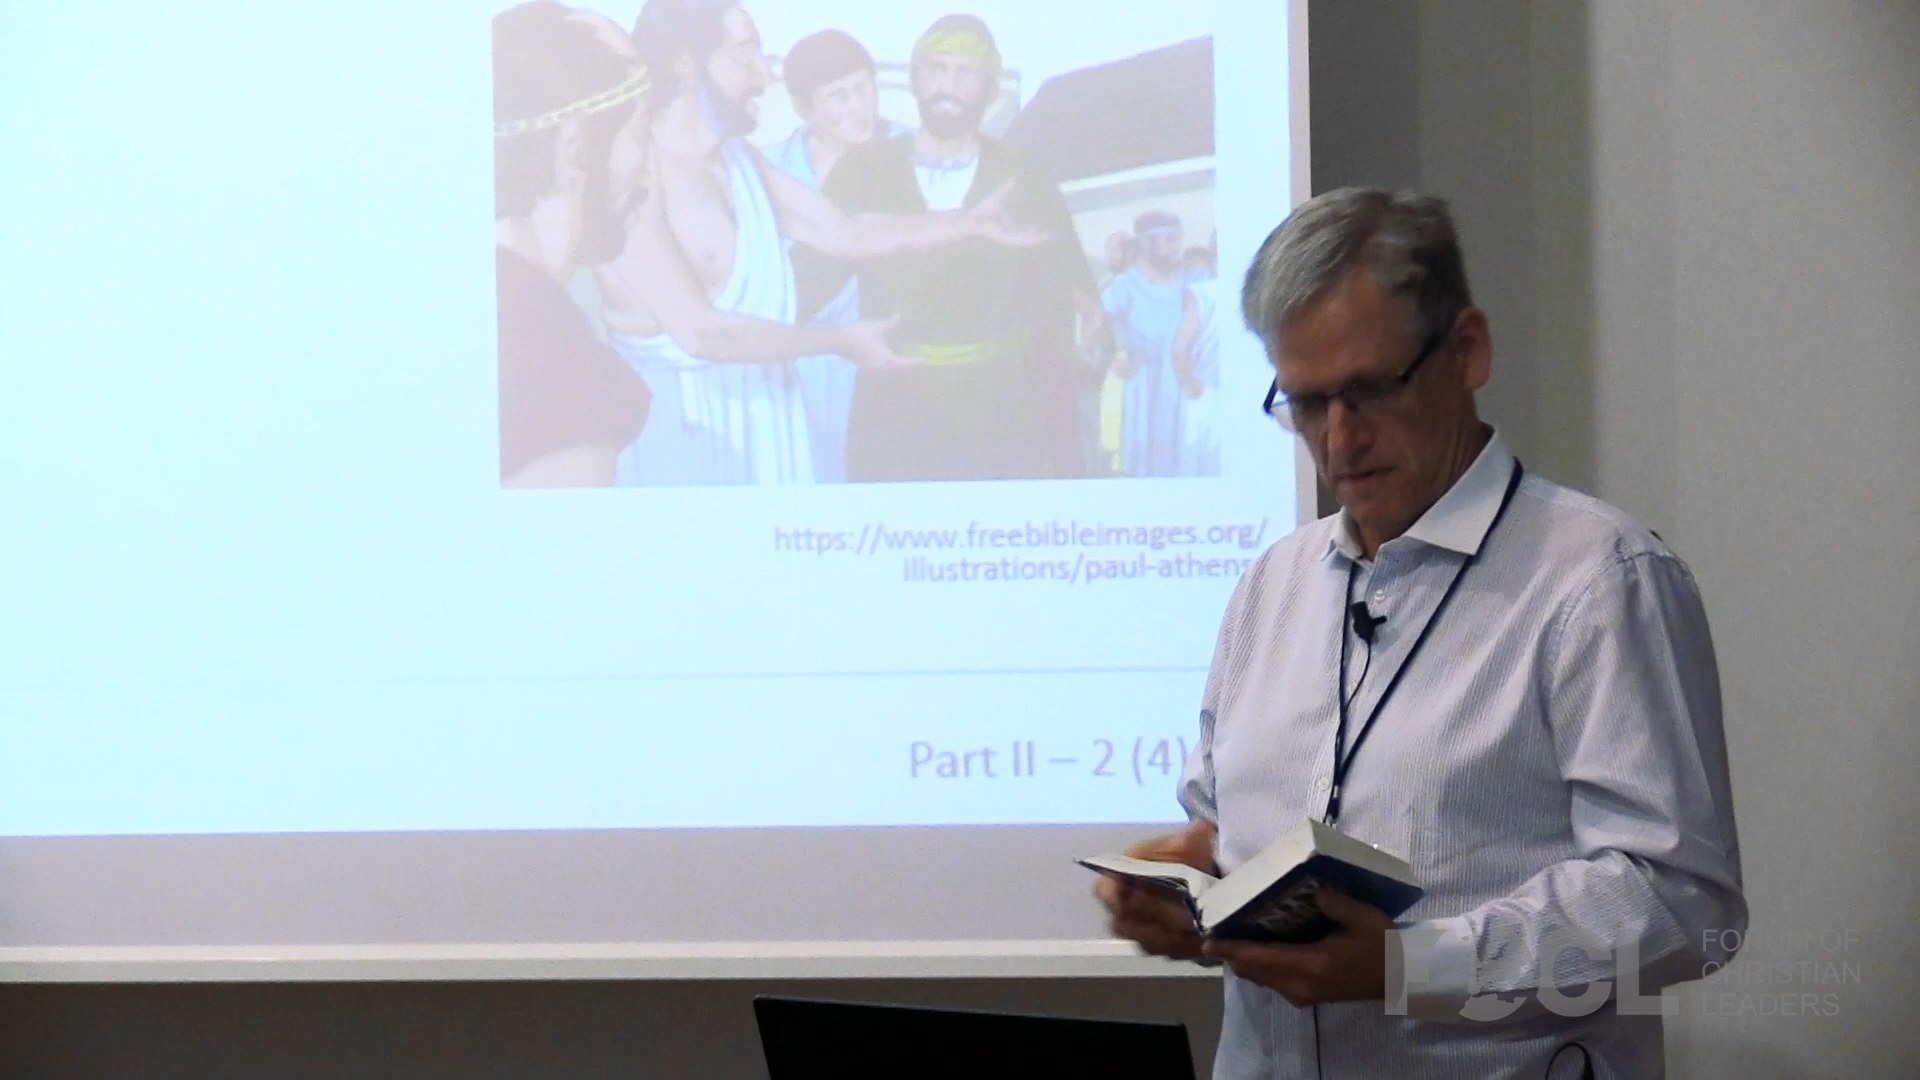 https://www.freebibleimages.org/
illustrations/paul-athens
Part II – 2 (4)
FOCL
FORUM OF
CHRISTIAN
LEADERS